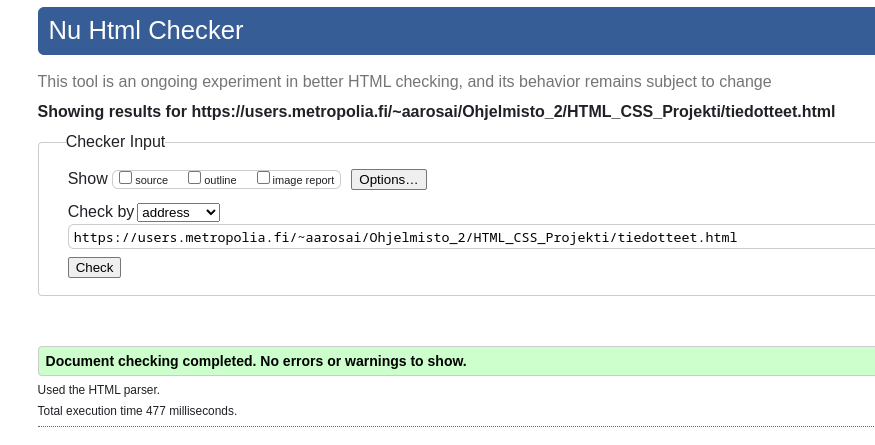 Nu Html Checker
This tool is an ongoing experiment in better HTML checking, and its behavior remains subject to change
Showing results for https://users.metropolia.fi/~aarosai/Ohjelmisto_2/HTML_CSS_Projekti/tiedotteet.html
Checker Input
Show source outline image report Options...
Check by address
https://users.metropolia.fi/~aarosai/Ohjelmisto_2/HTML_CSS_Projekti/tiedotteet.html
Check
Document checking completed. No errors or warnings to show.
Used the HTML parser.
Total execution time 477 milliseconds.